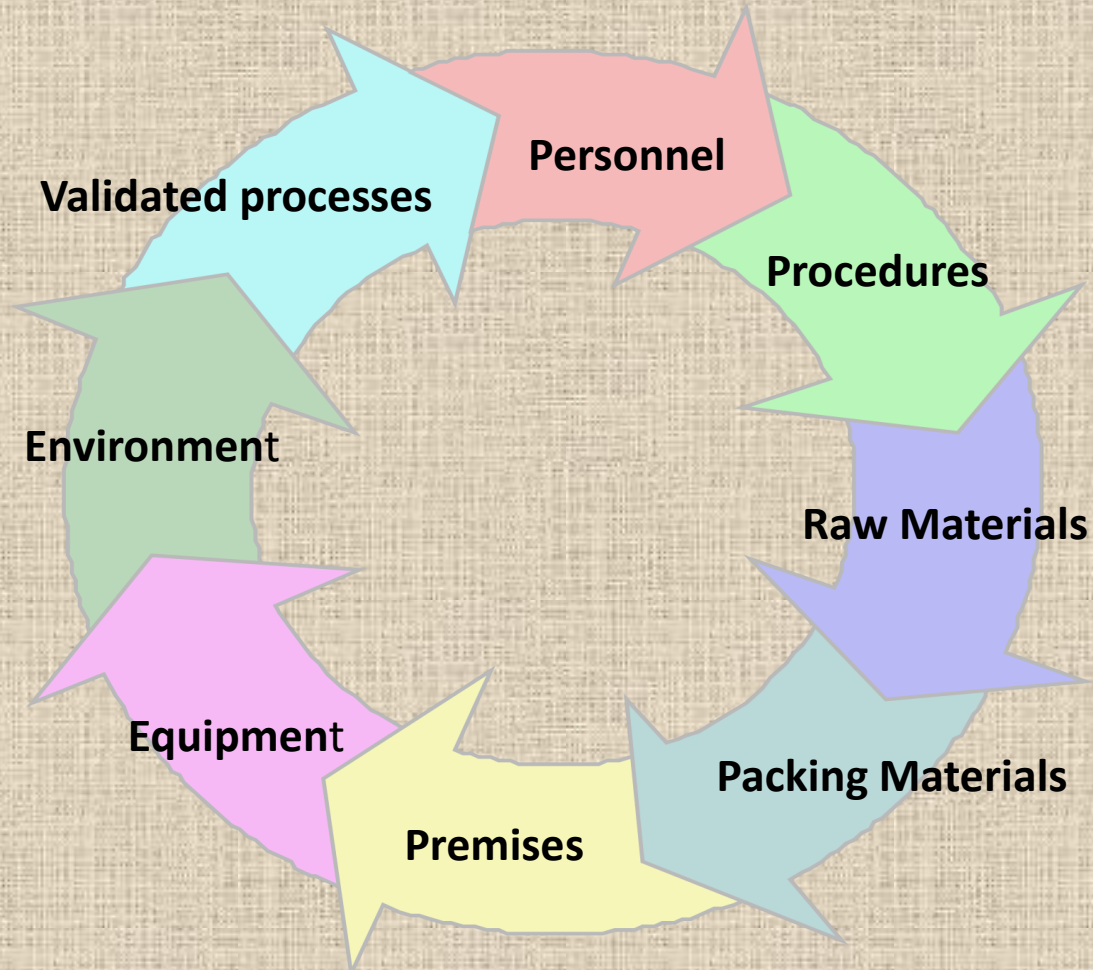 Personnel
Validated processes
Procedures
Environment
Raw Materials
Equipment
Packing Materials
Premises